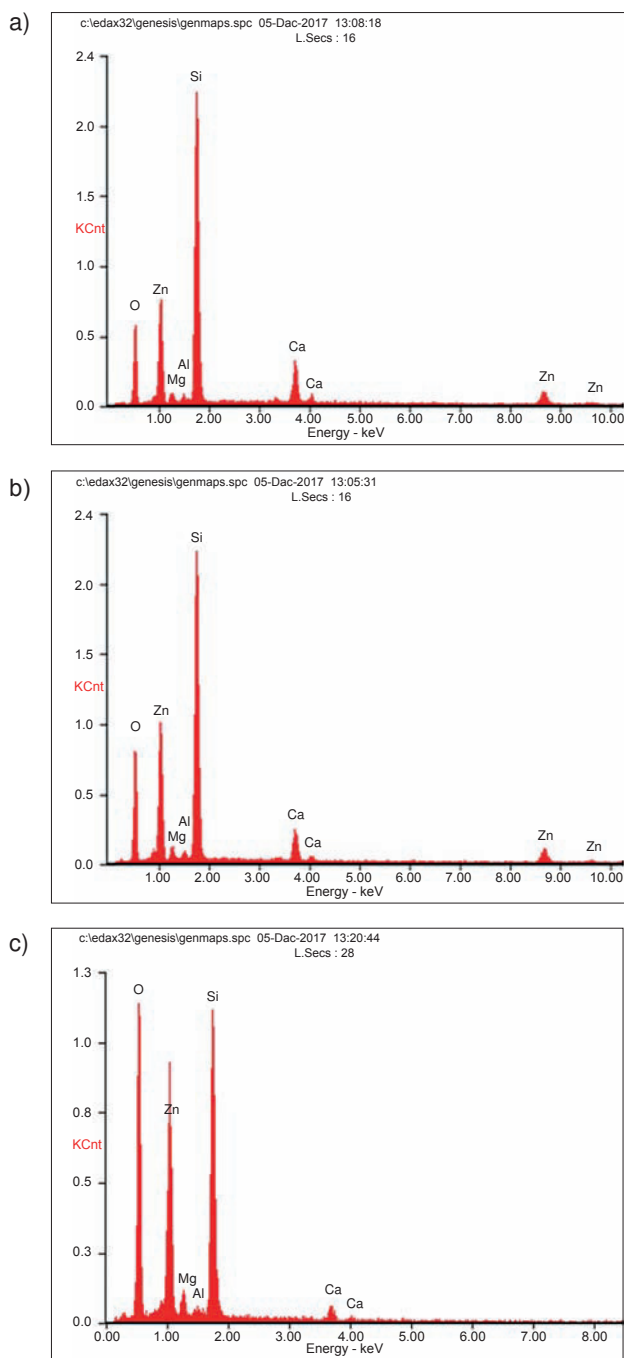 a)
c:\edax32\genesis\genmaps.spc 05-Dac-2017 13:08:18
L.Secs : 16
2.4
2.0
1.5
1.0
0.5
0.0
KCnt
O
Zn
Mg
Al
Si
Ca
Ca
Zn
Zn
1.00 2.00 3.00 4.00 5.00 6.00 7.00 8.00 9.00 10.00
Energy - keV
b)
c:\edax32\genesis\genmaps.spc 05-Dac-2017 13:05:31
L.Secs : 16
2.4
2.0
1.5
1.0
0.5
0.0
KCnt
O
Zn
Mg
Al
Si
Ca
Ca
Zn
Zn
0.00 1.00 2.00 3.00 4.00 5.00 6.00 7.00 8.00 9.00 10.00
Energy - keV
c)
c:\edax32\genesis\genmaps.spc 05-Dac-2017 13:20:44
L.Secs : 28
1.3
1.0
0.8
0.5
0.3
0.0
KCnt
O
Zn
Mg
Al
Si
Ca
Ca
0.00 1.00 2.00 3.00 4.00 5.00 6.00 7.00 8.00
Energy - keV